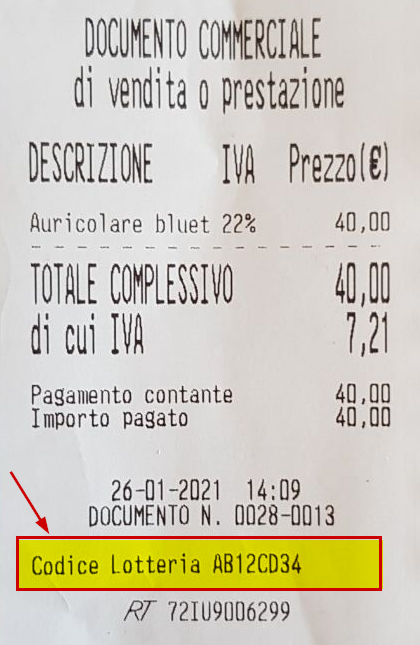 DOCUMENTO COMMERCIALE
di vendita o prestazione
DESCRIZIONE IVA Prezzo(€)
Auricolare bluet 22% 40,00
TOTALE COMPLESSIVO 40,00
di cui IVA 7,21
Pagamento contante 40,00
Importo pagato 40,00
26-01-2021 14:09
DOCUMENTO N. 0028-0013
Codice Lotteria AB12CD34
RT 72IU9006299